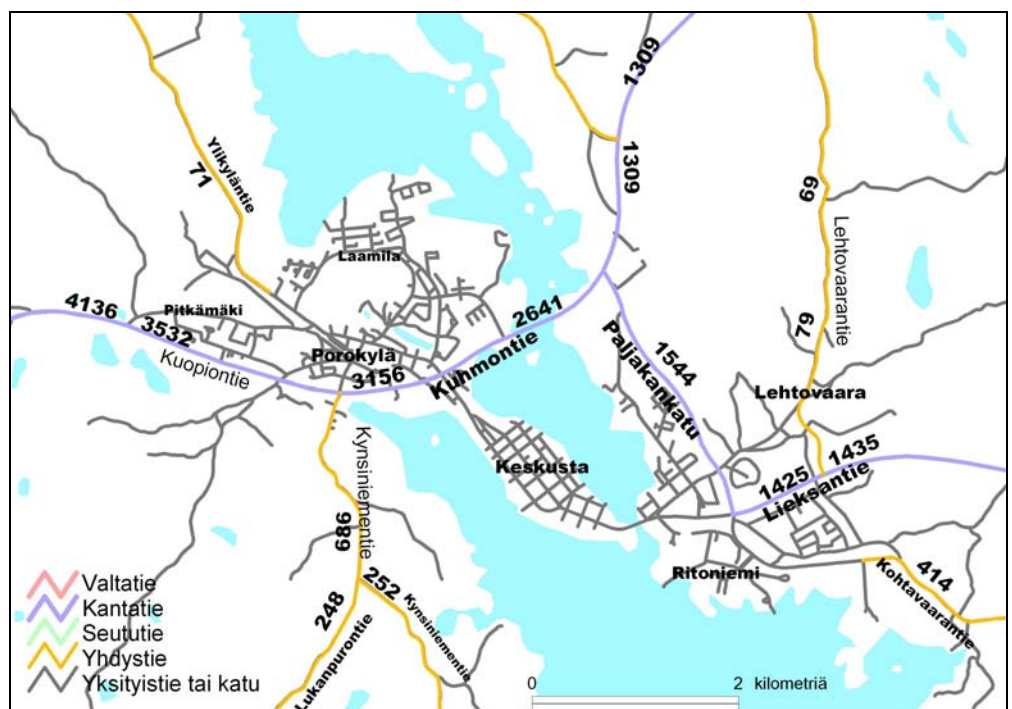 1309
1309
Ylikyläntie
71
69
Lehtovaarantie
79
Laamila
4136
3532
Pitkämäki
Kuopiontie
Porokylä
3156
2641
Kuhmontie
Paljakankatu
1544
Lehtovaara
Keskusta
1425
1435
Lieksantie
Kynsiniementie
686
Ritoniemi
414
Kohtavaarantie
252
Kynsiniementie
248
Lukanpurontie
Valtatie
Kantatie
Seututie
Yhdystie
Yksityistie tai katu
0 2 kilometriä